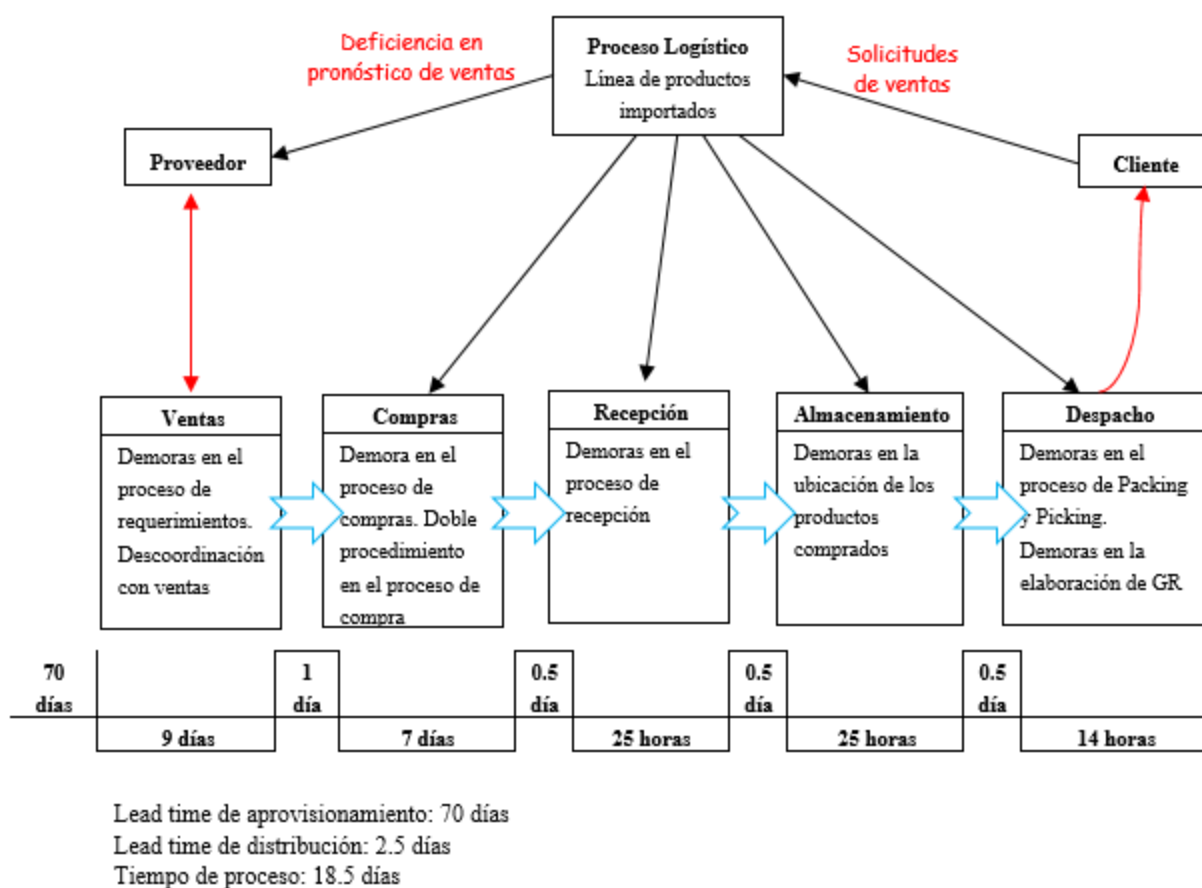 Deficiencia en
pronóstico de ventas
Proceso Logístico
Línea de productos
importados
Solicitudes
de ventas
Proveedor
Cliente
Ventas
Demoras en el
proceso de
requerimientos.
Descoordinación
con ventas
Compras
Demora en el
proceso de
compras. Doble
procedimiento
en el proceso de
compra
Recepción
Demoras en el
proceso de
recepción
Almacenamiento
Demoras en la
ubicación de los
productos
comprados
Despacho
Demoras en el
proceso de Packing
y Picking.
Demoras en la
elaboración de GR
70
días
1
día
0.5
día
0.5
día
0.5
día
9 días
7 días
25 horas
25 horas
14 horas
Lead time de aprovisionamiento: 70 días
Lead time de distribución: 2.5 días
Tiempo de proceso: 18.5 días